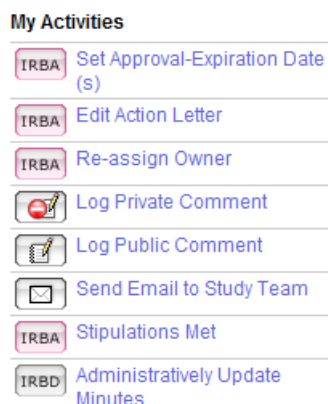 My Activities
IRBA Set Approval-Expiration Date
(s)
IRBA Edit Action Letter
IRBA Re-assign Owner
Log Private Comment
Log Public Comment
Send Email to Study Team
IRBA Stipulations Met
IRBD Administratively Update
Minutes